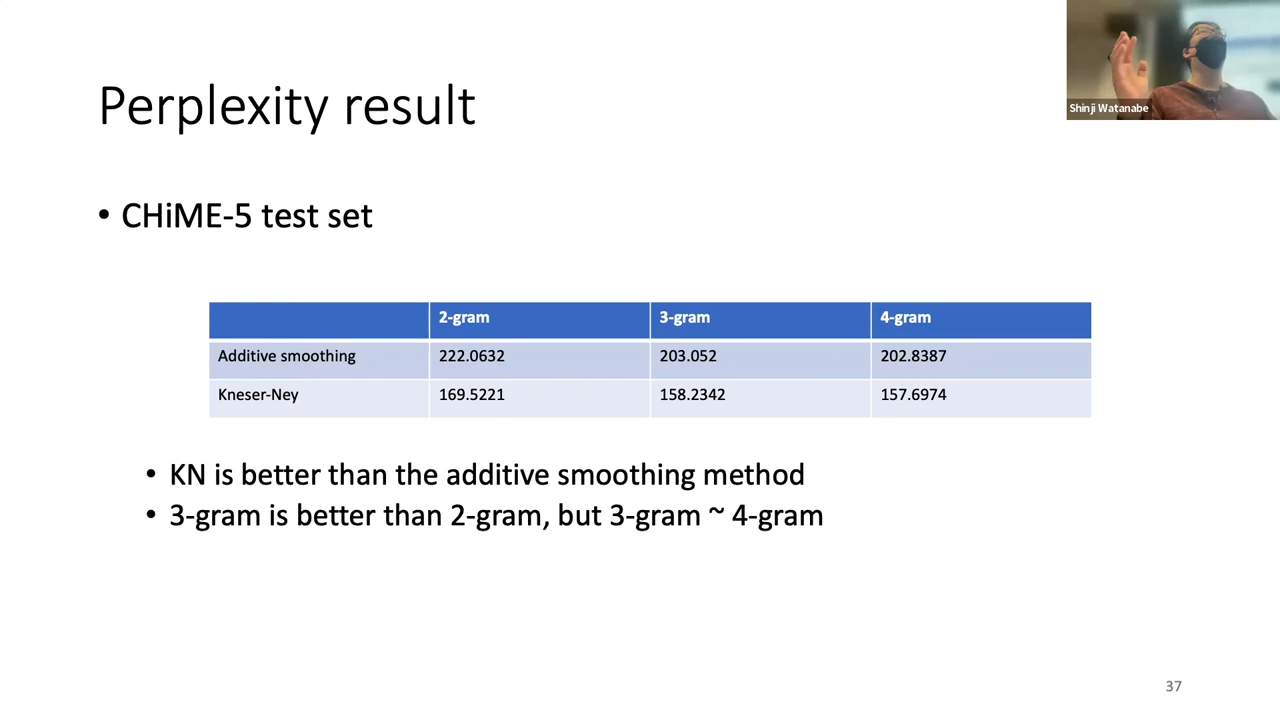 Shinji Watanabe
Perplexity result
• CHiME-5 test set
2-gram 3-gram 4-gram
Additive smoothing 222.0632 203.052 202.8387
Kneser-Ney 169.5221 158.2342 157.6974
• KN is better than the additive smoothing method
• 3-gram is better than 2-gram, but 3-gram ~ 4-gram
37